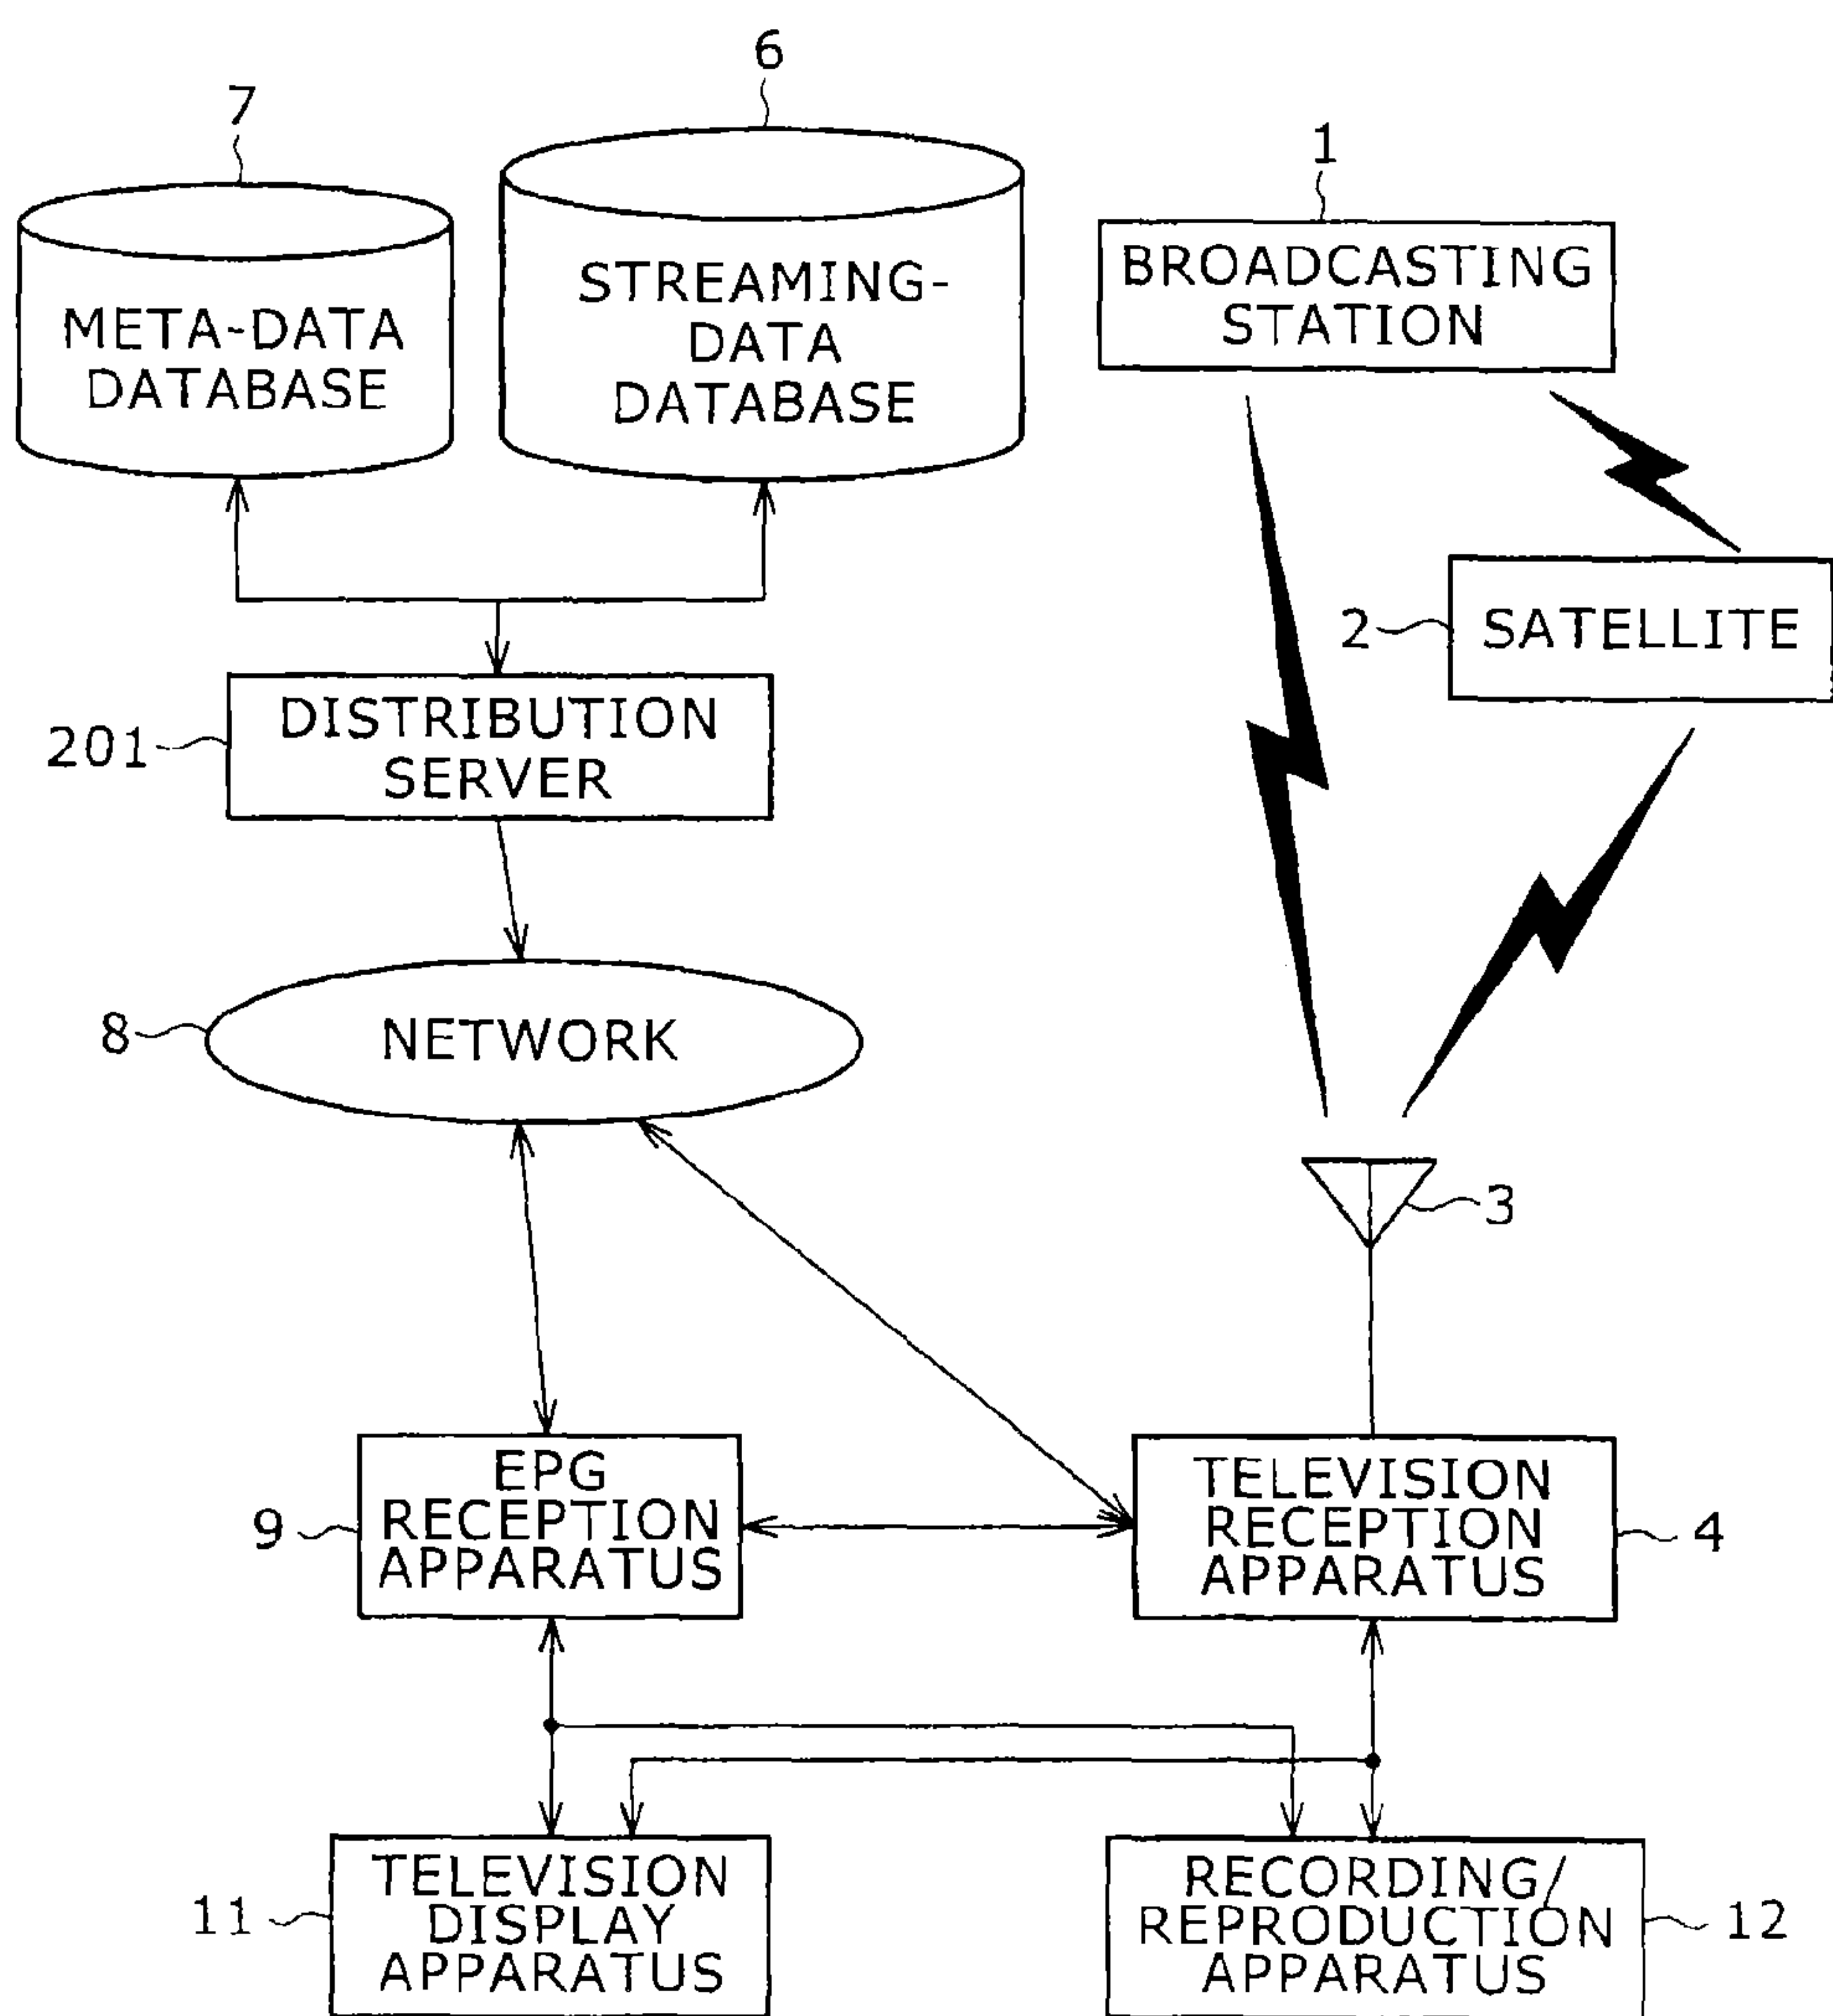 6
7
1
META-DATA
DATABASE
STREAMING-
DATA
DATABASE
BROADCASTING
STATION
2
SATELLITE
201
DISTRIBUTION
SERVER
8
NETWORK
3
9
EPG
RECEPTION
APPARATUS
TELEVISION
RECEPTION
APPARATUS
4
11
TELEVISION
DISPLAY
APPARATUS
RECORDING/
REPRODUCTION
APPARATUS
12